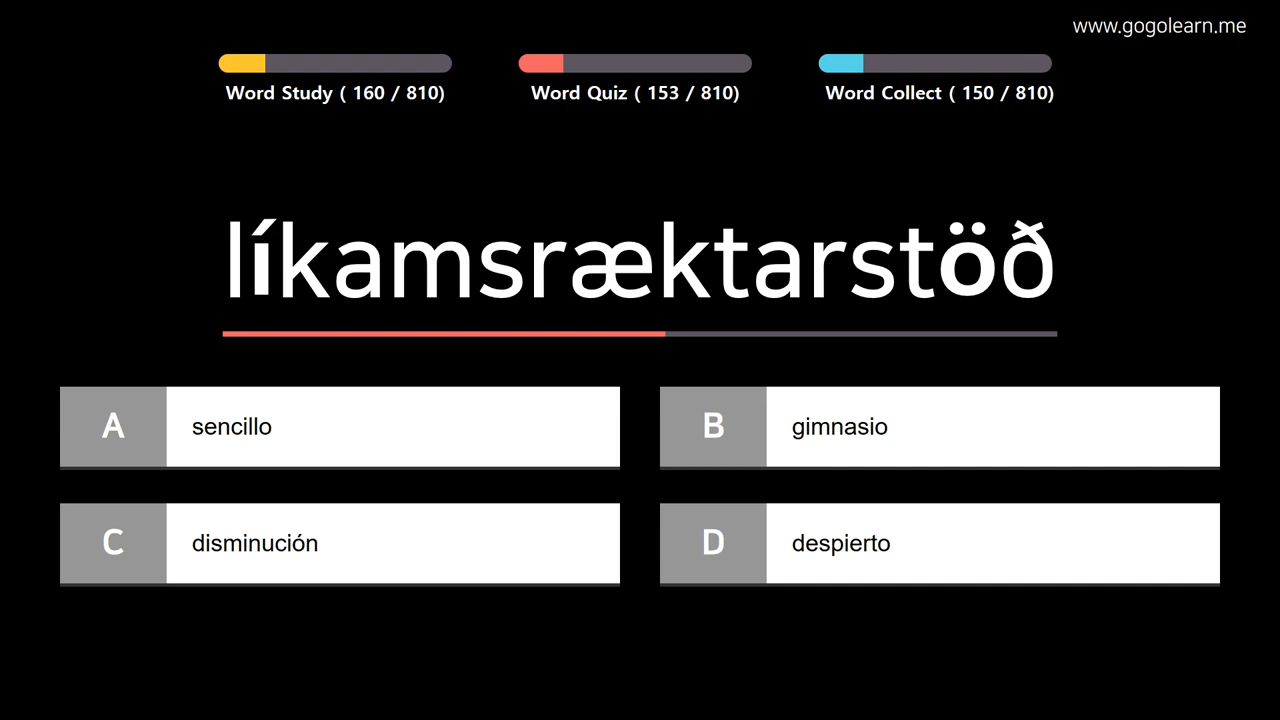 www.gogolearn.me
Word Study ( 160 / 810)
Word Quiz ( 153 / 810)
Word Collect ( 150 / 810)
líkamsræktarstöð
A sencillo
B gimnasio
C disminución
D despierto